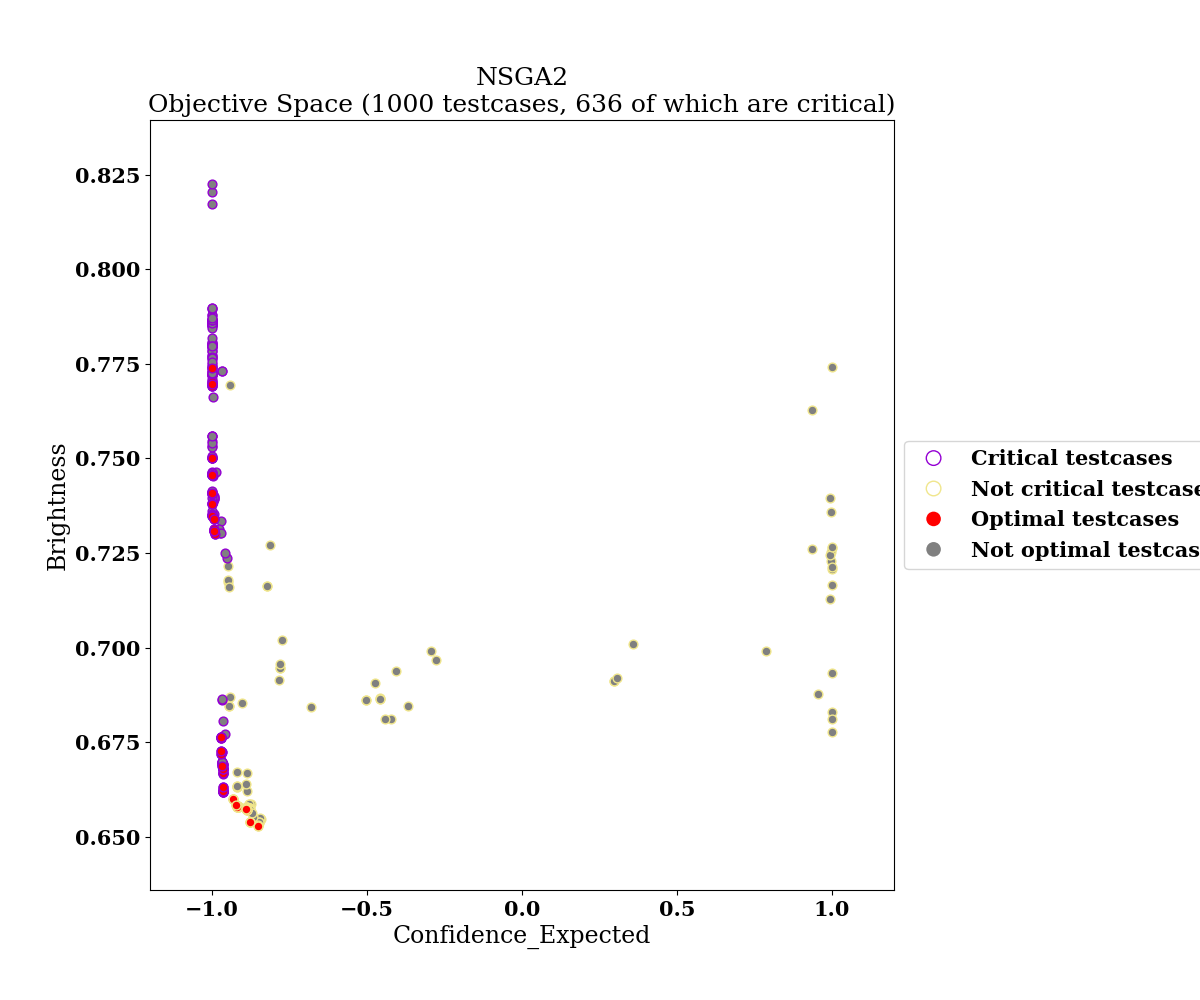 NSGA2
Objective Space (1000 testcases, 636 of which are critical)
0.825
0.800
0.775
0.750
0.725
0.700
0.675
0.650
Brightness
−1.0
−0.5
0.0
0.5
1.0
Confidence_Expected
Critical testcases
Not critical testcase
Optimal testcases
Not optimal testcas